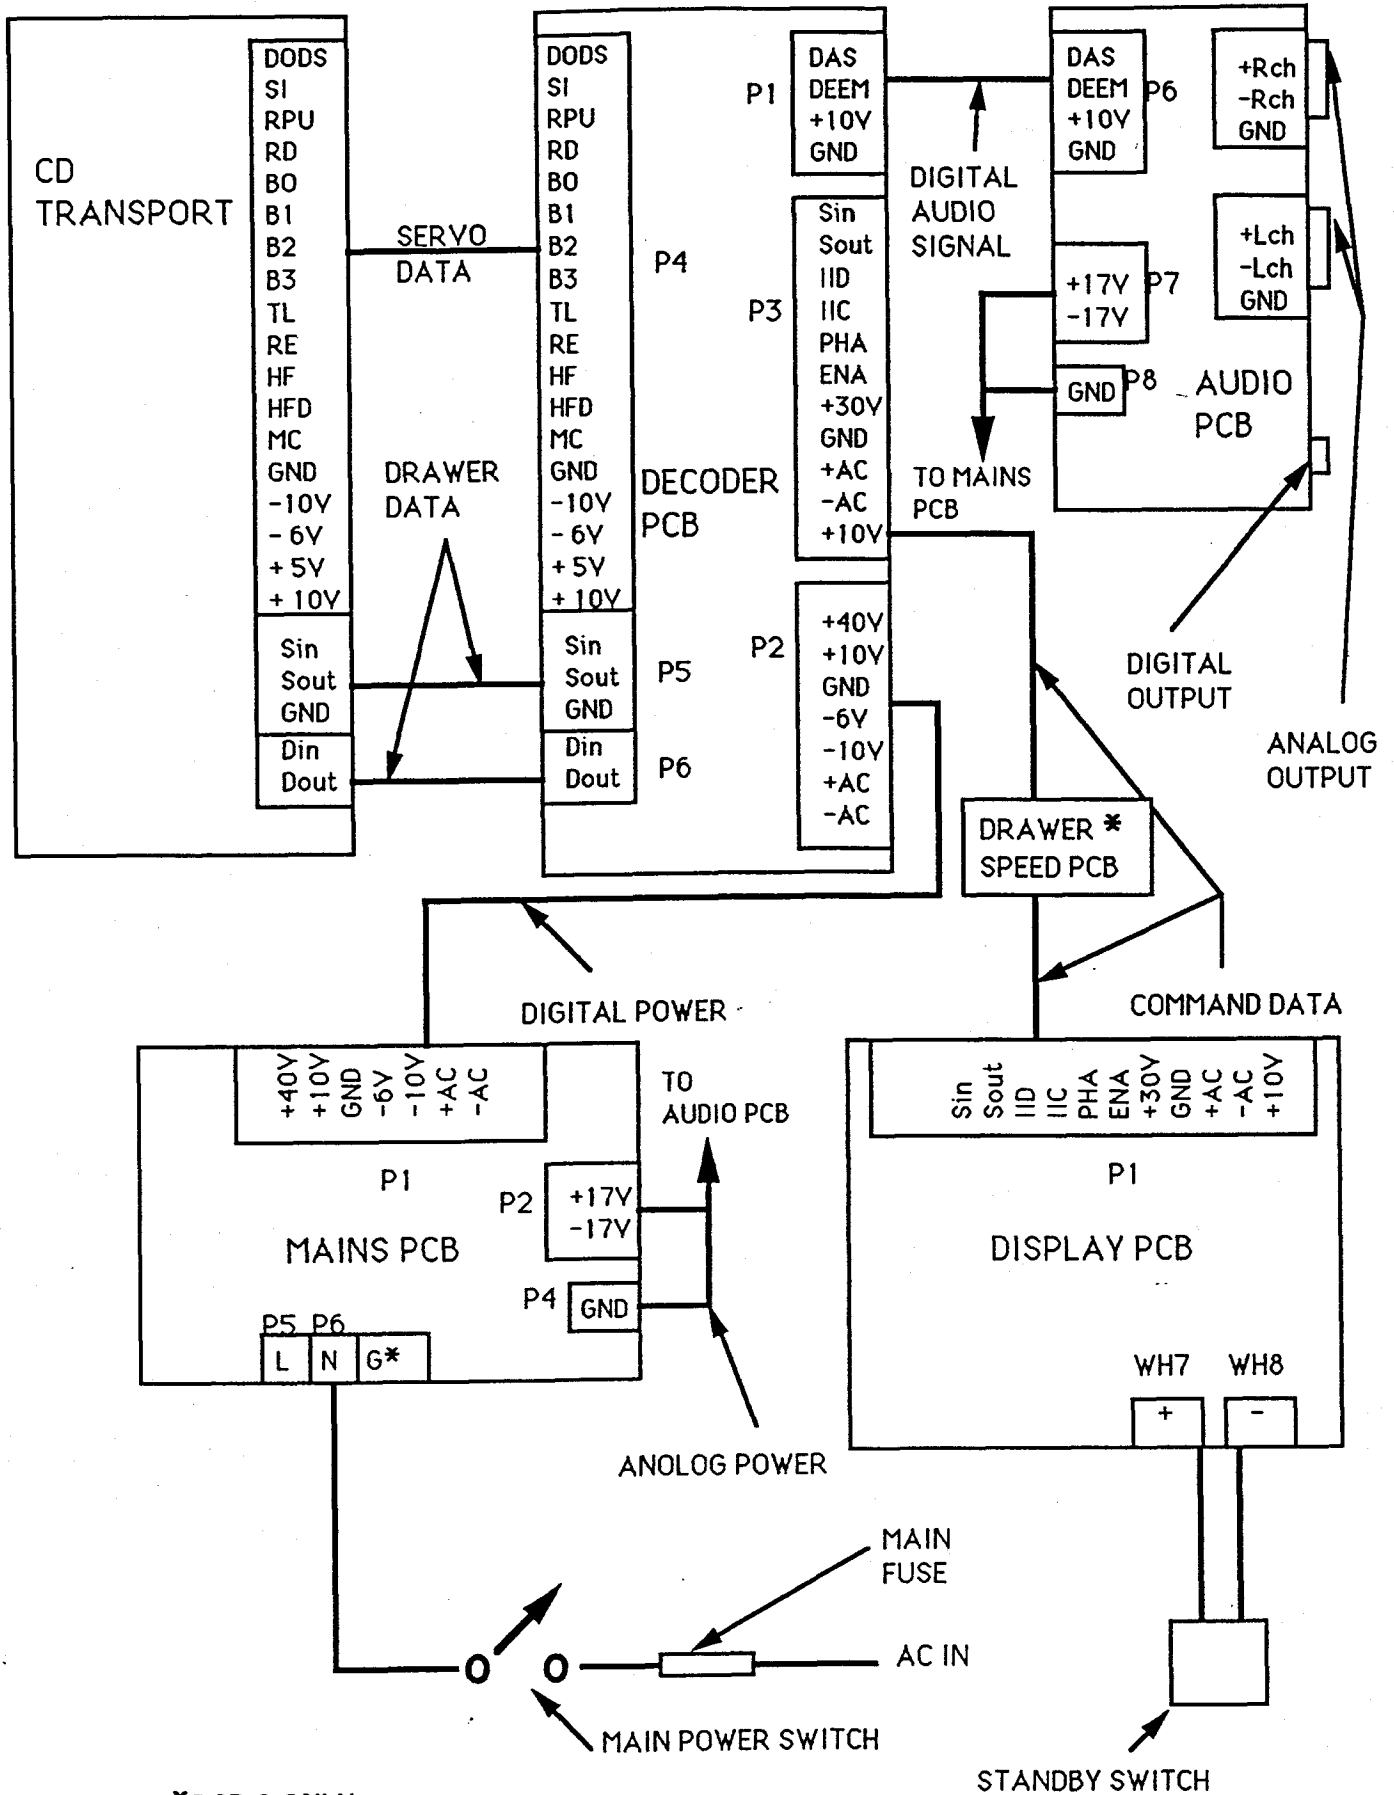 CD
TRANSPORT
DODS
SI
RPU
RD
B0
B1
B2
B3
TL
RE
HF
HFD
MC
GND
-10V
- 6V
+ 5V
+ 10V
Sin
Sout
GND
Din
Dout
SERVO
DATA
DRAWER
DATA
DODS
SI
RPU
RD
B0
B1
B2
B3
TL
RE
HF
HFD
MC
GND
-10V
- 6V
+ 5V
+ 10V
Sin
Sout
GND
Din
Dout
P4
DECODER
PCB
P5
P6
P1
DAS
DEEM
+10V
GND
P3
Sin
Sout
IID
IIC
PHA
ENA
+30V
GND
+AC
-AC
+10V
P2
+40V
+10V
GND
-6V
-10V
+AC
-AC
DIGITAL
AUDIO
SIGNAL
TO MAINS
PCB
DAS
DEEM
+10V
GND
P6
+17V
-17V
P7
GND
P8
+Rch
-Rch
GND
+Lch
-Lch
GND
AUDIO
PCB
DIGITAL
OUTPUT
ANALOG
OUTPUT
DRAWER *
SPEED PCB
COMMAND DATA
DIGITAL POWER
+40V
+10V
GND
-6V
-10V
+AC
-AC
P1
MAINS PCB
P2
+17V
-17V
P4
GND
P5 P6
L N G*
TO
AUDIO PCB
ANOLOG POWER
Sin
Sout
IID
IIC
PHA
ENA
+30V
GND
+AC
-AC
+10V
P1
DISPLAY PCB
WH7 WH8
+ -
MAIN
FUSE
AC IN
MAIN POWER SWITCH
STANDBY SWITCH